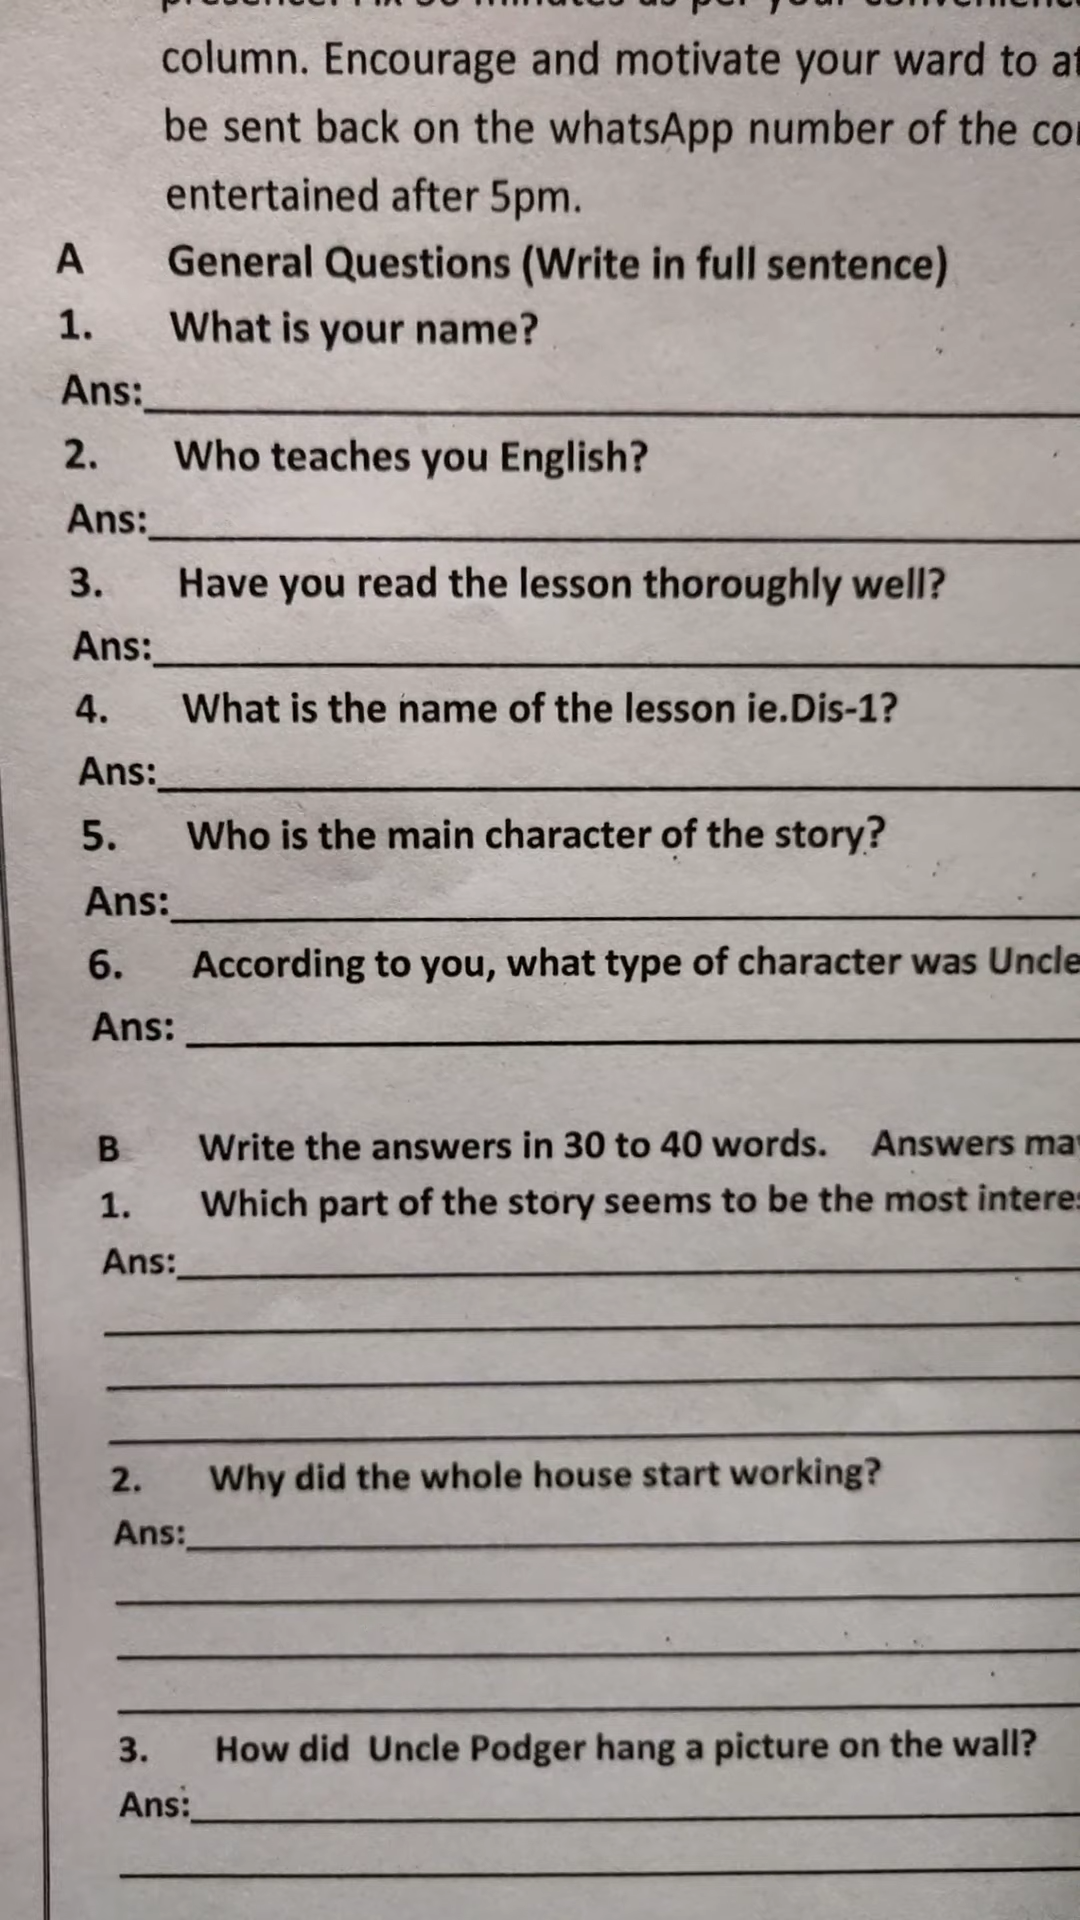 column. Encourage and motivate your ward to
be sent back on the whatsApp number of the
entertained after 5pm.
A General Questions (Write in full sentence)
1. What is your name?
Ans:
2. Who teaches you English?
Ans:
3. Have you read the lesson thoroughly well?
Ans:
4. What is the name of the lesson ie.Dis-1?
Ans:
5. Who is the main character of the story?
Ans:
6. According to you, what type of character was Uncle
Ans:
B Write the answers in 30 to 40 words. Answers
1. Which part of the story seems to be the most
Ans:
2. Why did the whole house start working?
Ans:
3. How did Uncle Podger hang a picture on the wall?
Ans: